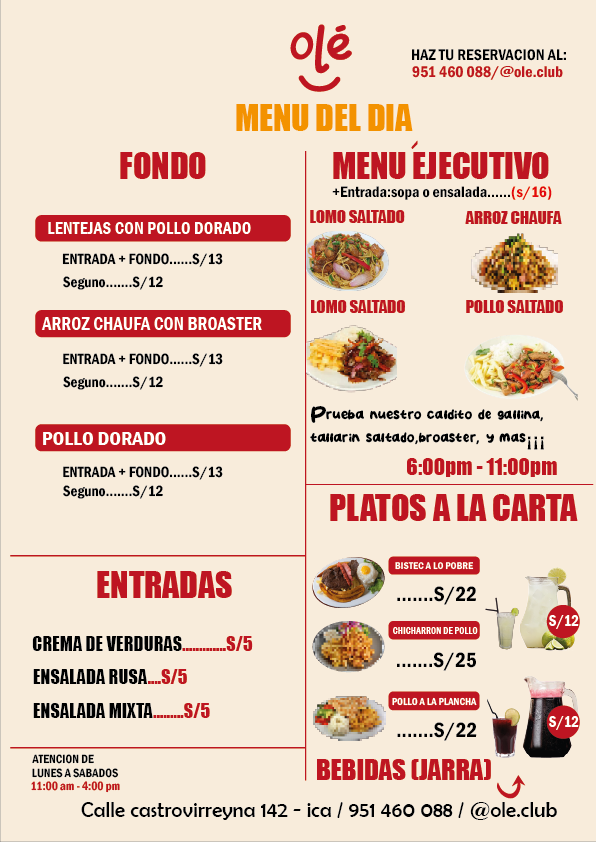 olé
HAZ TU RESERVACION AL:
951 460 088/@ole.club
MENU DEL DIA
FONDO
LENTEJAS CON POLLO DORADO
ENTRADA + FONDO......S/13
Seguno.......S/12
ARROZ CHAUFA CON BROASTER
ENTRADA + FONDO......S/13
Seguno.......S/12
POLLO DORADO
ENTRADA + FONDO......S/13
Seguno.......S/12
ENTRADAS
CREMA DE VERDURAS.............S/5
ENSALADA RUSA....S/5
ENSALADA MIXTA.........S/5
ATENCION DE
LUNES A SABADOS
11:00 am - 4:00 pm
MENU ÉJECUTIVO
+Entrada:sopa o ensalada......(s/16)
LOMO SALTADO
ARROZ CHAUFA
LOMO SALTADO
POLLO SALTADO
Prueba nuestro caldito de gallina,
tallarin saltado,broaster, y mas¡¡¡
6:00pm - 11:00pm
PLATOS A LA CARTA
BISTEC A LO POBRE
.......S/22
S/12
CHICHARRON DE POLLO
.......S/25
POLLO A LA PLANCHA
.......S/22
S/12
BEBIDAS (JARRA)
Calle castrovirreyna 142 - ica / 951 460 088 / @ole.club